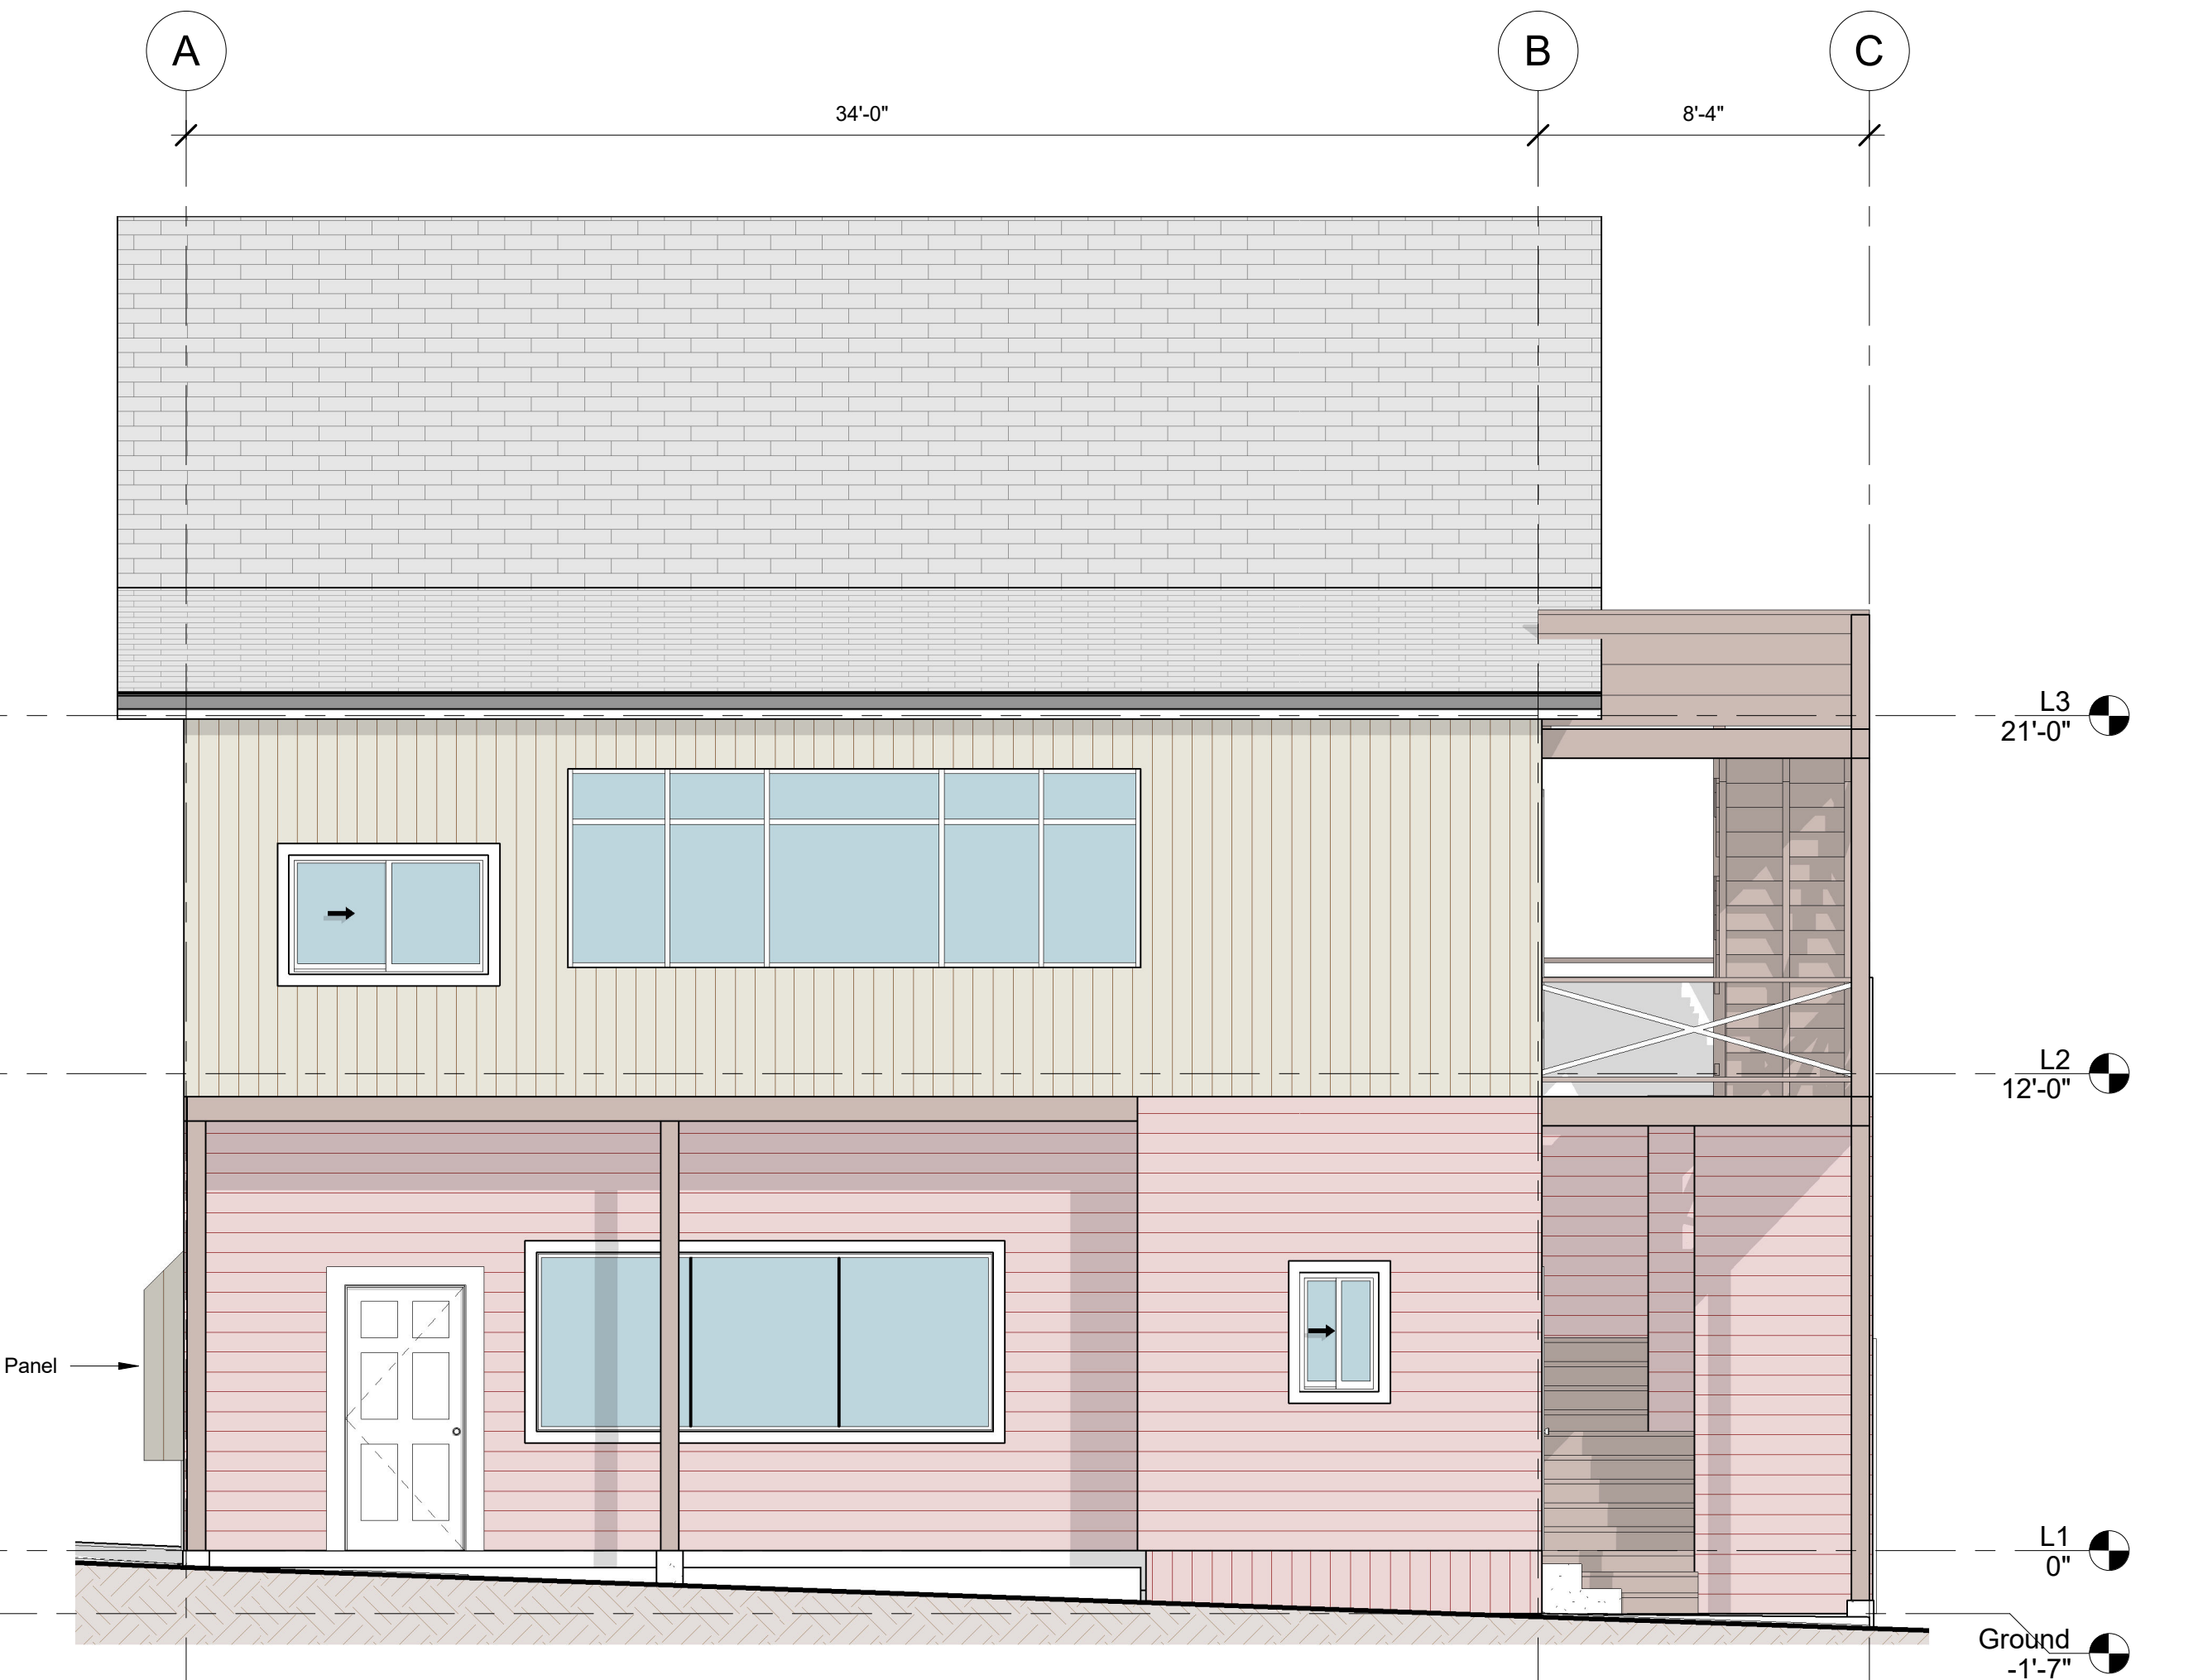 A
B
C
34'-0"
8'-4"
L3
21'-0"
L2
12'-0"
Panel
L1
0"
Ground
-1'-7"